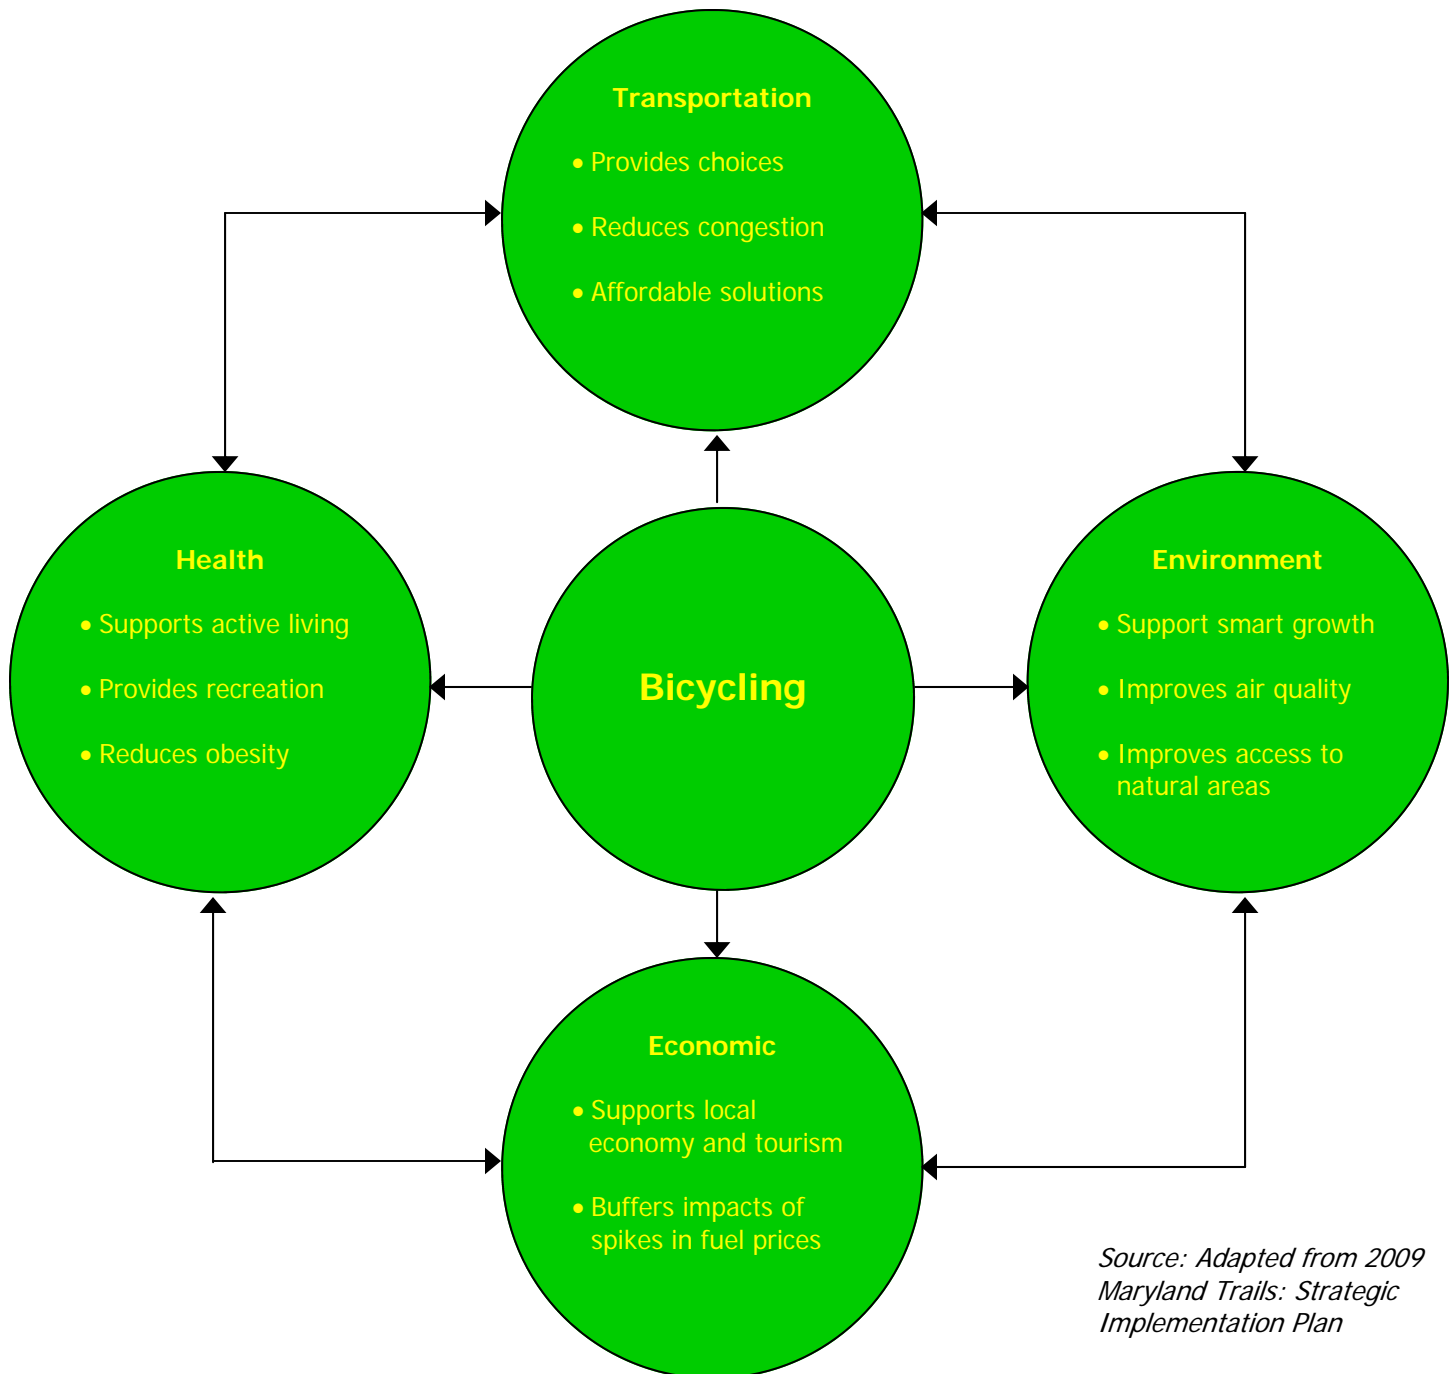 Transportation
• Provides choices
• Reduces congestion
• Affordable solutions
Health
• Supports active living
• Provides recreation
• Reduces obesity
Bicycling
Environment
• Support smart growth
• Improves air quality
• Improves access to
natural areas
Economic
• Supports local
economy and tourism
• Buffers impacts of
spikes in fuel prices
Source: Adapted from 2009
Maryland Trails: Strategic
Implementation Plan